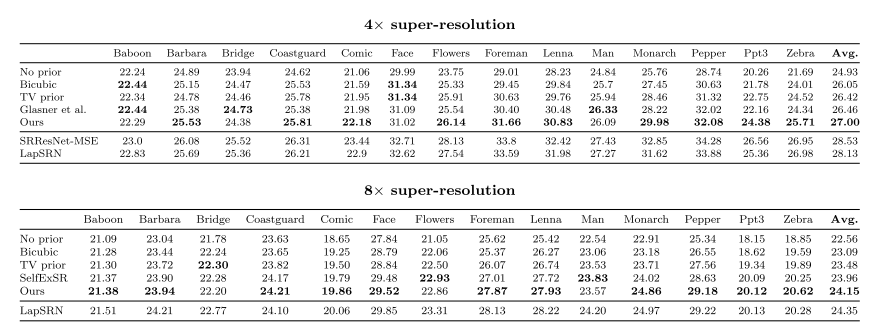 4× super-resolution
Baboon Barbara Bridge Coastguard Comic Face Flowers Foreman Lenna Man Monarch Pepper Ppt3 Zebra Avg.
No prior 22.24 24.89 23.94 24.62 21.06 29.99 23.75 29.01 28.23 24.84 25.76 28.74 20.26 21.69 24.93
Bicubic 22.44 25.15 24.47 25.53 21.59 31.34 25.33 29.45 29.84 25.7 27.45 30.63 21.78 24.01 26.05
TV prior 22.34 24.78 24.46 25.78 21.95 31.34 25.91 30.63 29.76 25.94 28.46 31.32 22.75 24.52 26.42
Glasner et al. 22.44 25.38 24.73 25.38 21.98 31.09 25.54 30.40 30.48 26.33 28.22 32.02 22.16 24.34 26.46
Ours 22.29 25.53 24.38 25.81 22.18 31.02 26.14 31.66 30.83 26.09 29.98 32.08 24.38 25.71 27.00
SRResNet-MSE 23.0 26.08 25.52 26.31 23.44 32.71 28.13 33.8 32.42 27.43 32.85 34.28 26.56 26.95 28.53
LapSRN 22.83 25.69 25.36 26.21 22.9 32.62 27.54 33.59 31.98 27.27 31.62 33.88 25.36 26.98 28.13
8× super-resolution
Baboon Barbara Bridge Coastguard Comic Face Flowers Foreman Lenna Man Monarch Pepper Ppt3 Zebra Avg.
No prior 21.09 23.04 21.78 23.63 18.65 27.84 21.05 25.62 25.42 22.54 22.91 25.34 18.15 18.85 22.56
Bicubic 21.28 23.44 22.24 23.65 19.25 28.79 22.06 25.37 26.27 23.06 23.18 26.55 18.62 19.59 23.09
TV prior 21.30 23.72 22.30 23.82 19.50 28.84 22.50 26.07 26.74 23.53 23.71 27.56 19.34 19.89 23.48
SelfExSR 21.37 23.90 22.28 24.17 19.79 29.48 22.93 27.01 27.72 23.83 24.02 28.63 20.09 20.25 23.96
Ours 21.38 23.94 22.20 24.21 19.86 29.52 22.86 27.87 27.93 23.57 24.86 29.18 20.12 20.62 24.15
LapSRN 21.51 24.21 22.77 24.10 20.06 29.85 23.31 28.13 28.22 24.20 24.97 29.22 20.13 20.28 24.35